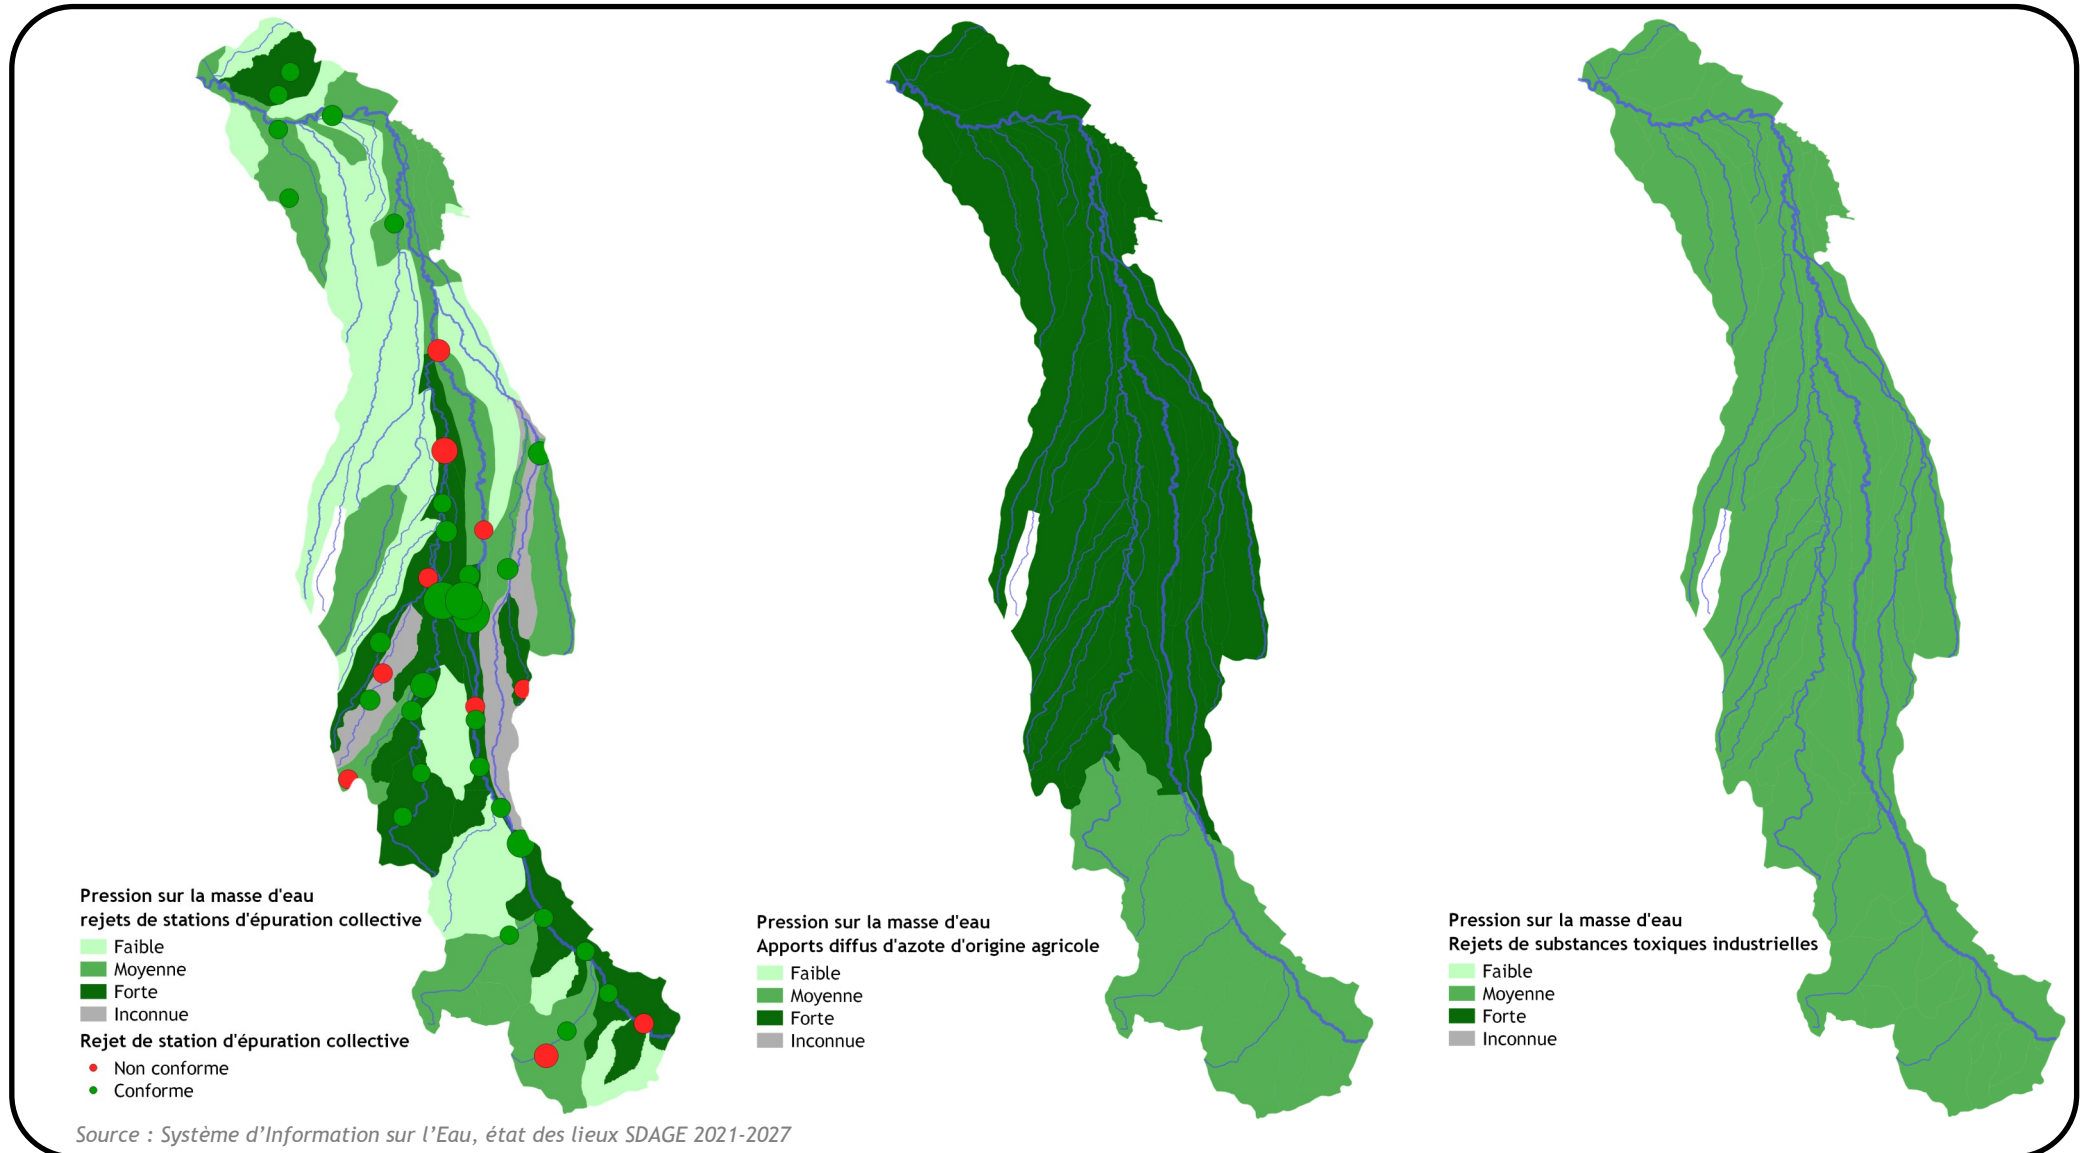 Pression sur la masse d'eau
rejets de stations d'épuration collective
Faible
Moyenne
Forte
Inconnue
Rejet de station d'épuration collective
Non conforme
Conforme
Pression sur la masse d'eau
Apports diffus d'azote d'origine agricole
Faible
Moyenne
Forte
Inconnue
Pression sur la masse d'eau
Rejets de substances toxiques industrielles
Faible
Moyenne
Forte
Inconnue
Source : Système d’Information sur l’Eau, état des lieux SDAGE 2021-2027